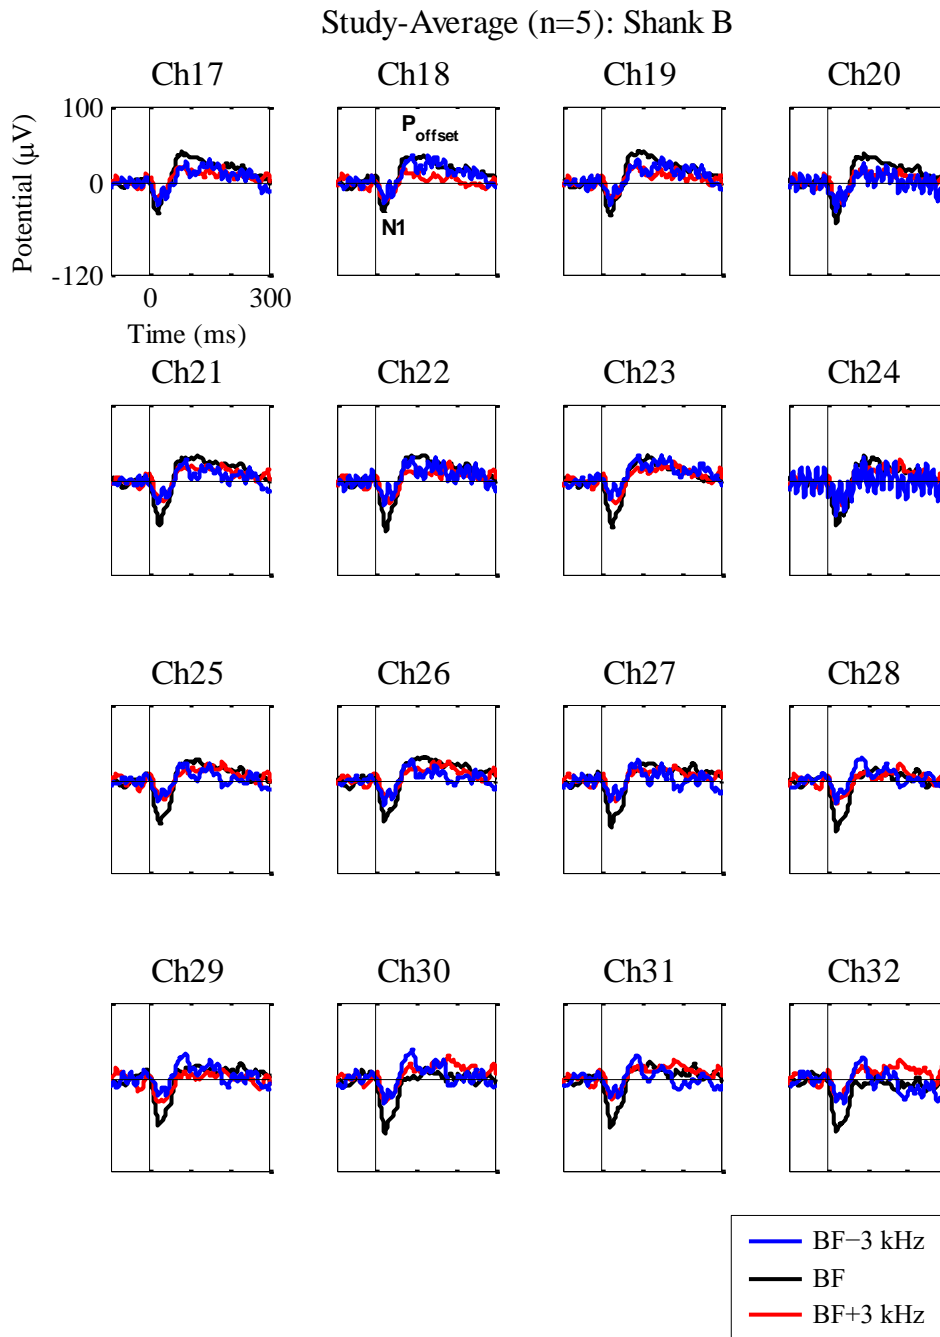 Study-Average (n=5): Shank B
Ch17 Ch18 Ch19 Ch20
100
0
-120
Potential (μV)
P_offset
N1
0 300
Time (ms)
Ch21 Ch22 Ch23 Ch24
Ch25 Ch26 Ch27 Ch28
Ch29 Ch30 Ch31 Ch32
BF−3 kHz
BF
BF+3 kHz